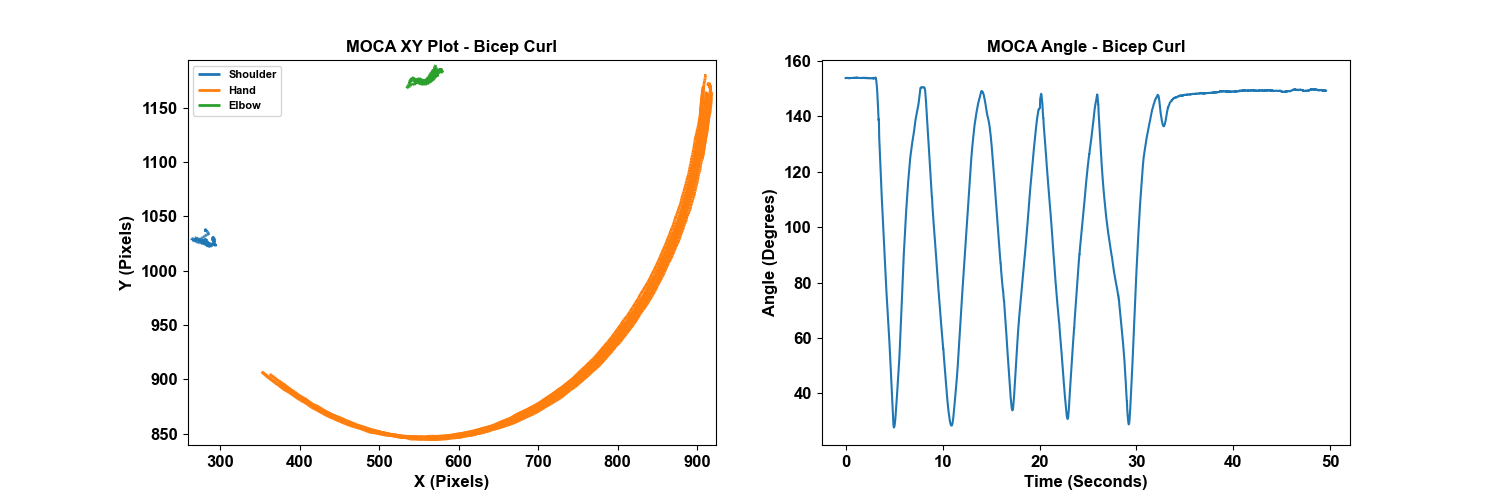 MOCA XY Plot - Bicep Curl
Shoulder
Hand
Elbow
Y (Pixels)
1150
1100
1050
1000
950
900
850
300 400 500 600 700 800 900
X (Pixels)
MOCA Angle - Bicep Curl
Angle (Degrees)
160
140
120
100
80
60
40
0 10 20 30 40 50
Time (Seconds)